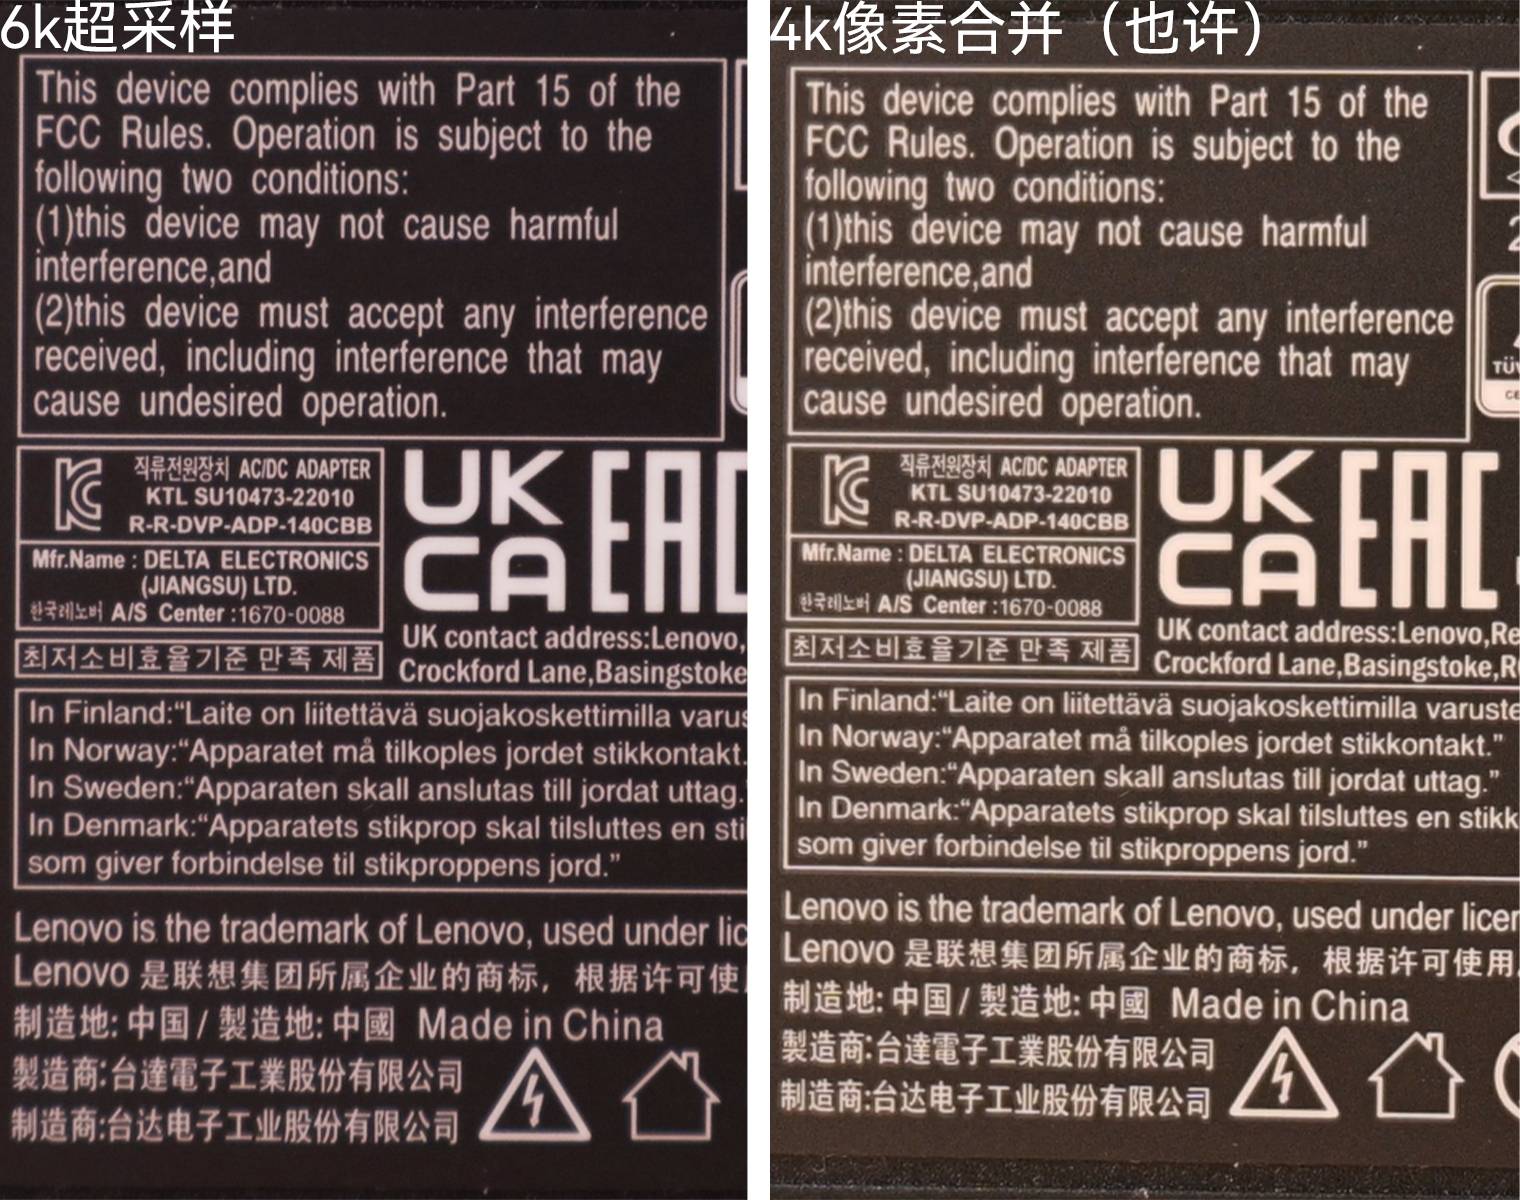 6k超采样
This device complies with Part 15 of the
FCC Rules. Operation is subject to the
following two conditions:
(1)this device may not cause harmful
interference,and
(2)this device must accept any interference
received, including interference that may
cause undesired operation.
직류전원장치 AC/DC ADAPTER
KTL SU10473-22010
R-R-DVP-ADP-140CBB
Mfr.Name : DELTA ELECTRONICS
(JIANGSU) LTD.
한국레노버 A/S Center :1670-0088
최저소비효율기준 만족 제품
UK
CA
EAC
UK contact address:Lenovo,
Crockford Lane,Basingstoke
In Finland:“Laite on liitettävä suojakoskettimilla varus
In Norway:“Apparatet må tilkoples jordet stikkontakt.
In Sweden:“Apparaten skall anslutas till jordat uttag.
In Denmark:“Apparatets stikprop skal tilsluttes en sti
som giver forbindelse til stikproppens jord.”
Lenovo is the trademark of Lenovo, used under lic
Lenovo 是联想集团所属企业的商标，根据许可使
制造地: 中国 / 製造地: 中國 Made in China
製造商:台達電子工業股份有限公司
制造商:台达电子工业股份有限公司
4k像素合并（也许）
This device complies with Part 15 of the
FCC Rules. Operation is subject to the
following two conditions:
(1)this device may not cause harmful
interference,and
(2)this device must accept any interference
received, including interference that may
cause undesired operation.
2
TÜV
CE
직류전원장치 AC/DC ADAPTER
KTL SU10473-22010
R-R-DVP-ADP-140CBB
Mfr.Name : DELTA ELECTRONICS
(JIANGSU) LTD.
한국레노버 A/S Center :1670-0088
최저소비효율기준 만족 제품
UK
CA
EAC
UK contact address:Lenovo,Re
Crockford Lane,Basingstoke,R
In Finland:“Laite on liitettävä suojakoskettimilla varuste
In Norway:“Apparatet må tilkoples jordet stikkontakt.”
In Sweden:“Apparaten skall anslutas till jordat uttag.”
In Denmark:“Apparatets stikprop skal tilsluttes en stikk
som giver forbindelse til stikproppens jord.”
Lenovo is the trademark of Lenovo, used under licen
Lenovo 是联想集团所属企业的商标，根据许可使用
制造地: 中国 / 製造地: 中國 Made in China
製造商:台達電子工業股份有限公司
制造商:台达电子工业股份有限公司